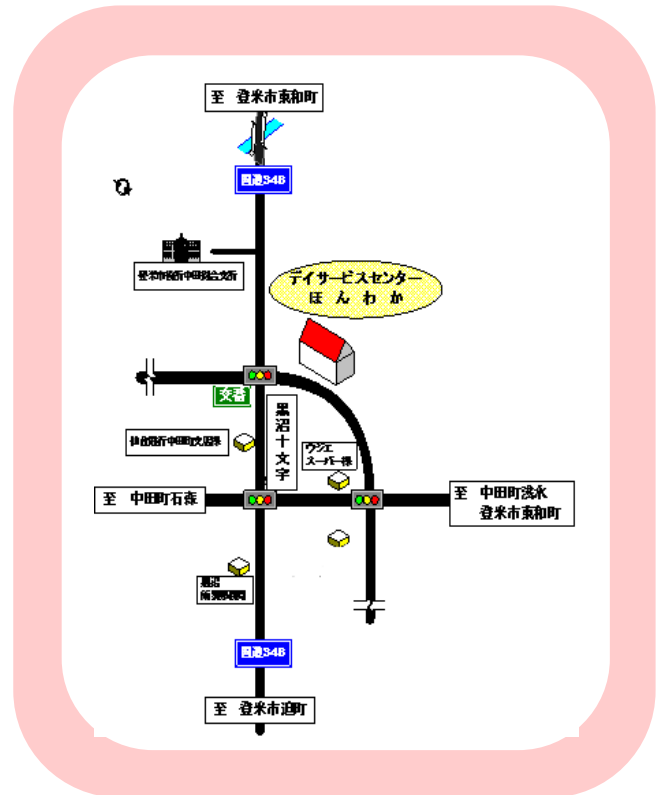 至　登米市東和町
国道346
登米市役所中田総合支所
デイサービスセンター
ほ ん わ か
交番
黒沼十文字
仙台銀行中田町支店様
ウジエ
スーパー様
至　中田町石森
至　中田町浅水
登米市東和町
黒沼
国道346
至　登米市迫町